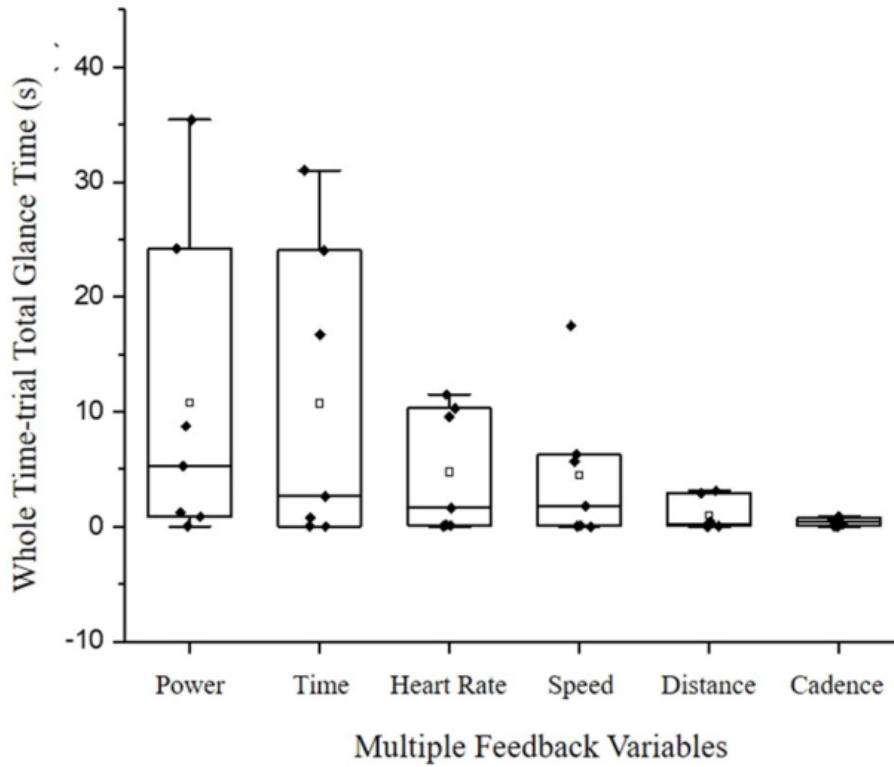 Whole Time-trial Total Glance Time (s)
40
30
20
10
0
-10
Power Time Heart Rate Speed Distance Cadence
Multiple Feedback Variables